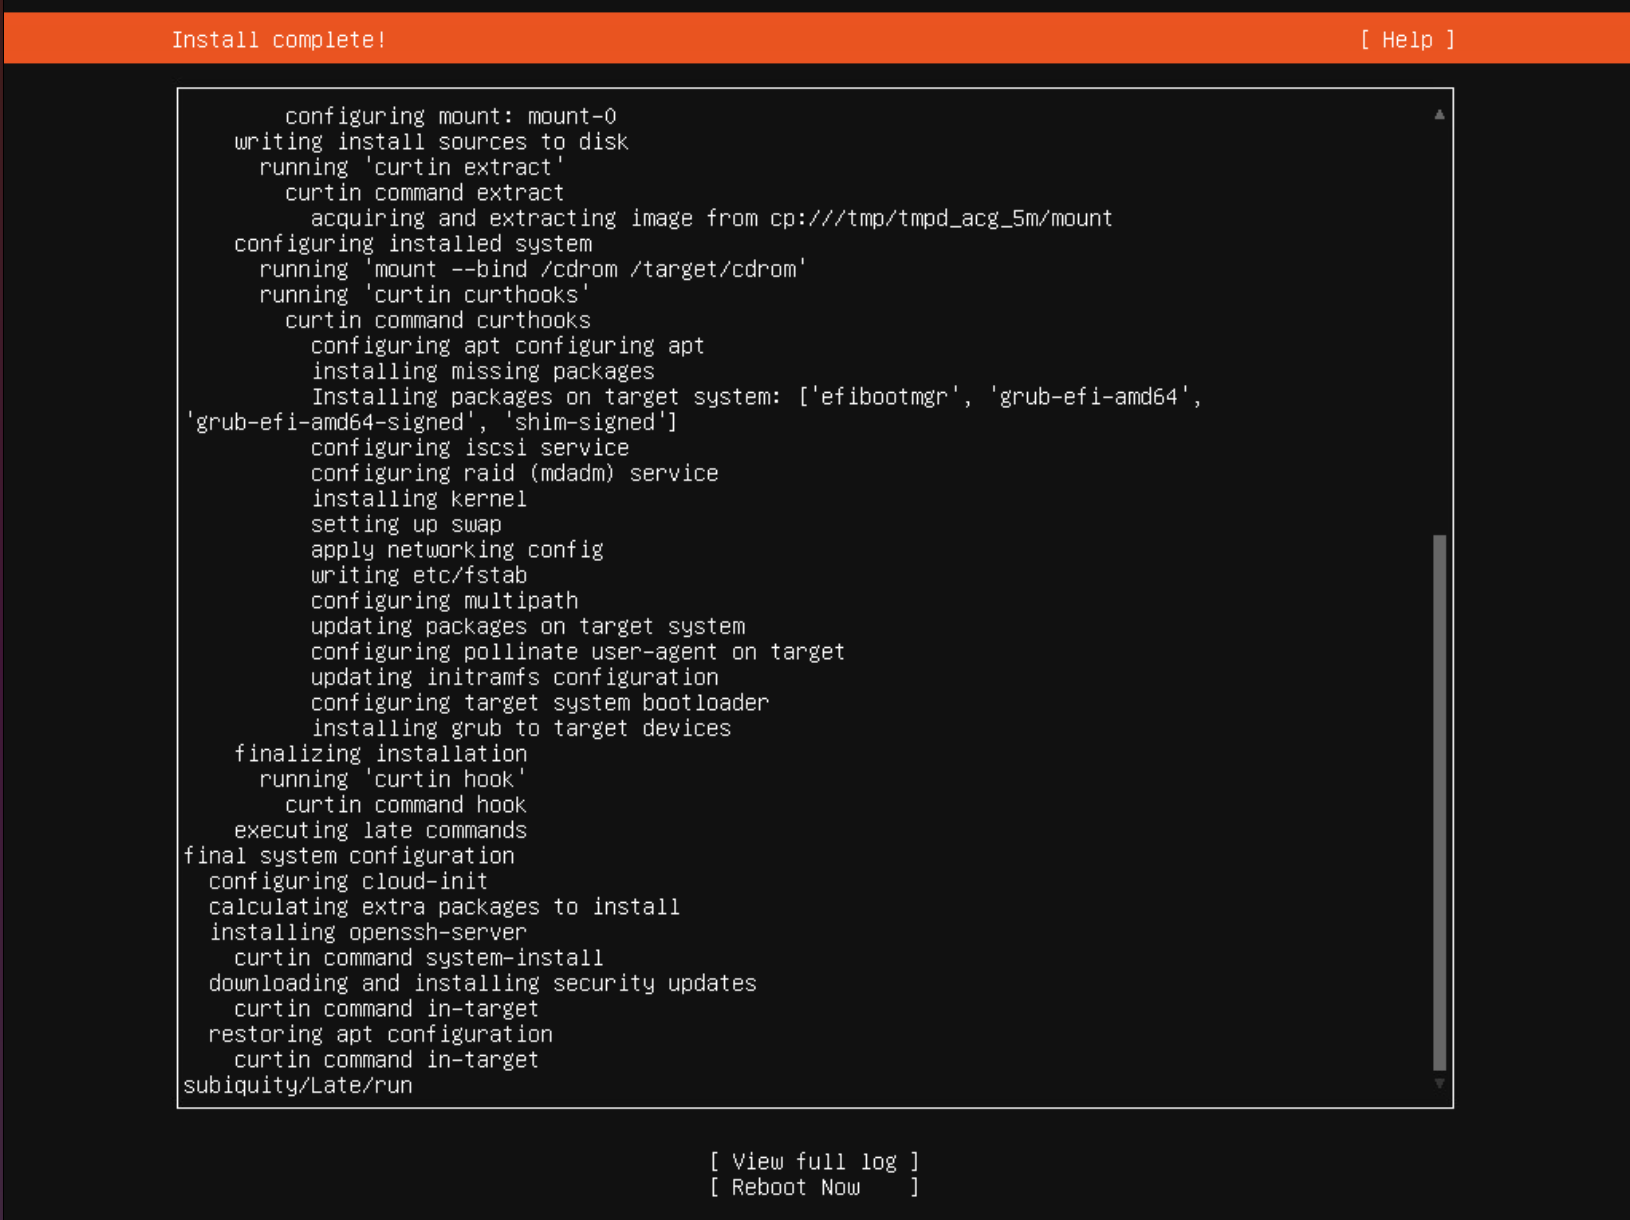 Install complete! [ Help ]
configuring mount: mount-0
writing install sources to disk
running 'curtin extract'
curtin command extract
acquiring and extracting image from cp:///tmp/tmpd_acg_5m/mount
configuring installed system
running 'mount --bind /cdrom /target/cdrom'
running 'curtin curthooks'
curtin command curthooks
configuring apt configuring apt
installing missing packages
Installing packages on target system: ['efibootmgr', 'grub-efi-amd64',
'grub-efi-amd64-signed', 'shim-signed']
configuring iscsi service
configuring raid (mdadm) service
installing kernel
setting up swap
apply networking config
writing etc/fstab
configuring multipath
updating packages on target system
configuring pollinate user-agent on target
updating initramfs configuration
configuring target system bootloader
installing grub to target devices
finalizing installation
running 'curtin hook'
curtin command hook
executing late commands
final system configuration
configuring cloud-init
calculating extra packages to install
installing openssh-server
curtin command system-install
downloading and installing security updates
curtin command in-target
restoring apt configuration
curtin command in-target
subiquity/Late/run
[ View full log ]
[ Reboot Now ]